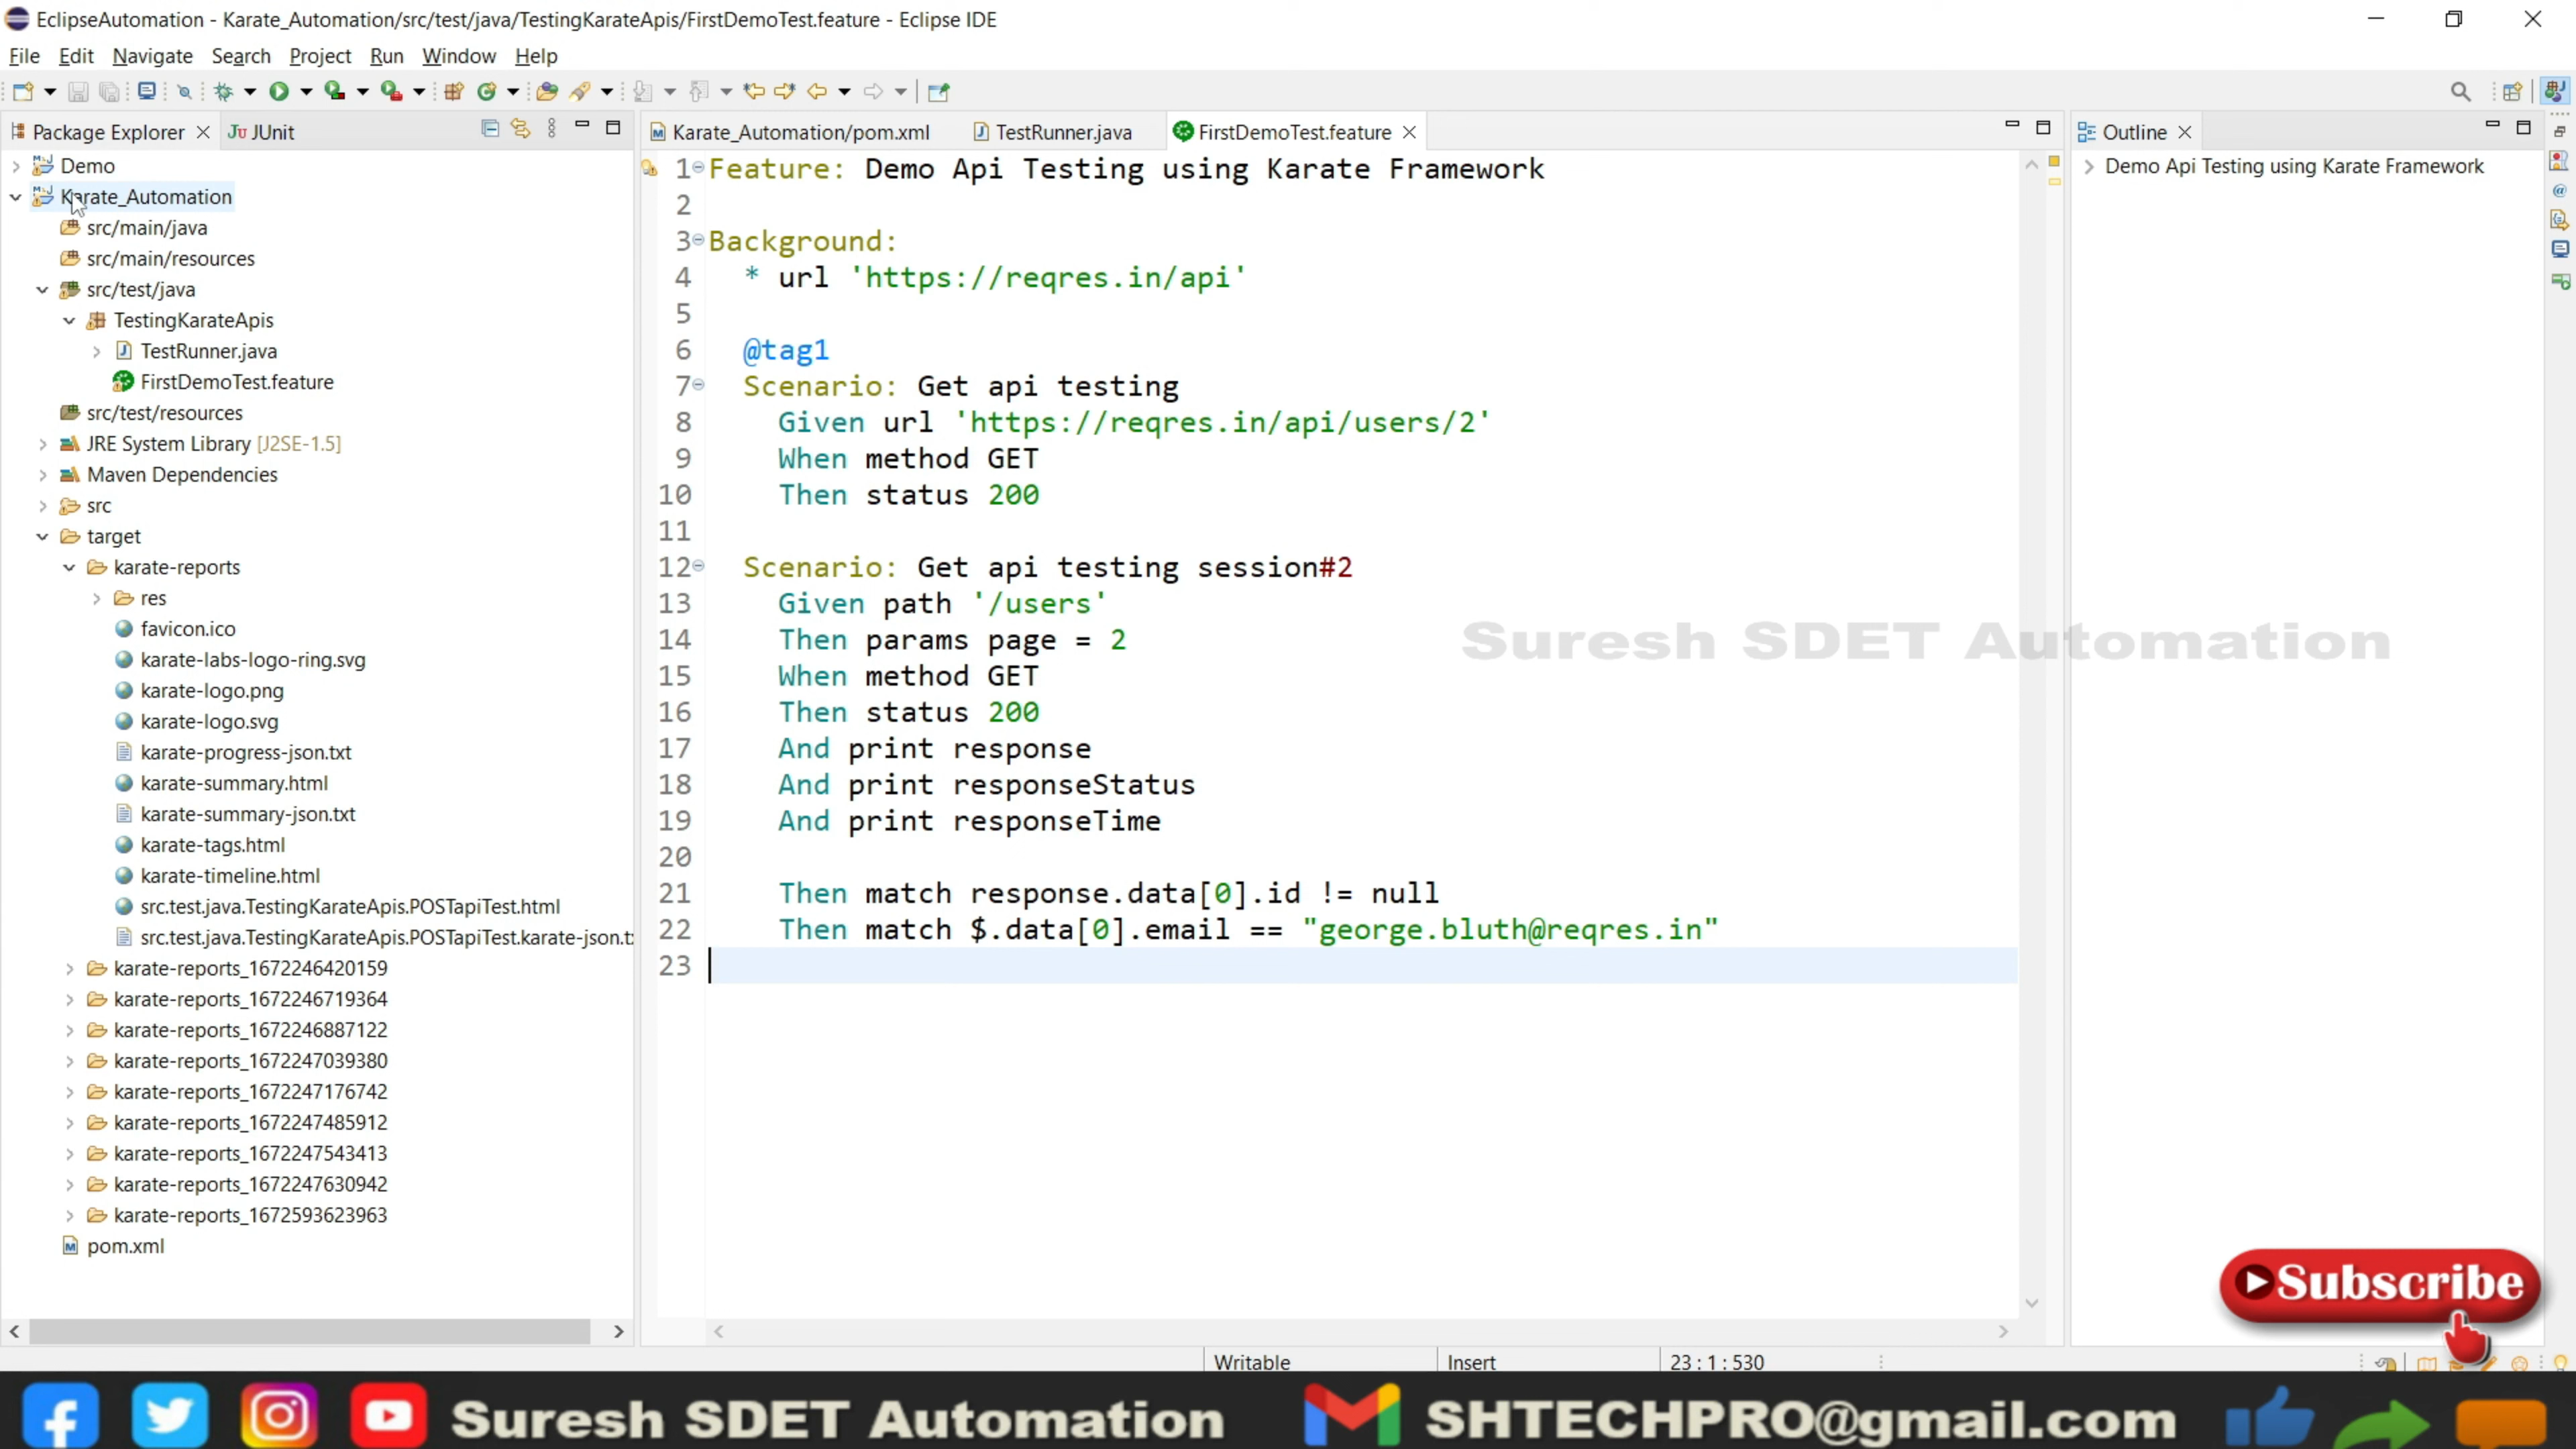 EclipseAutomation - Karate_Automation/src/test/java/TestingKarateApis/FirstDemoTest.feature - Eclipse IDE
File Edit Navigate Search Project Run Window Help
Package Explorer
JUnit
Demo
Karate_Automation
src/main/java
src/main/resources
src/test/java
TestingKarateApis
TestRunner.java
FirstDemoTest.feature
src/test/resources
JRE System Library [J2SE-1.5]
Maven Dependencies
src
target
karate-reports
res
favicon.ico
karate-labs-logo-ring.svg
karate-logo.png
karate-logo.svg
karate-progress-json.txt
karate-summary.html
karate-summary-json.txt
karate-tags.html
karate-timeline.html
src.test.java.TestingKarateApis.POSTapiTest.html
src.test.java.TestingKarateApis.POSTapiTest.karate-json.t
karate-reports_1672246420159
karate-reports_1672246719364
karate-reports_1672246887122
karate-reports_1672247039380
karate-reports_1672247176742
karate-reports_1672247485912
karate-reports_1672247543413
karate-reports_1672247630942
karate-reports_1672593623963
pom.xml
Karate_Automation/pom.xml TestRunner.java FirstDemoTest.feature
1 Feature: Demo Api Testing using Karate Framework
2
3 Background:
4 * url 'https://reqres.in/api'
5
6 @tag1
7 Scenario: Get api testing
8 Given url 'https://reqres.in/api/users/2'
9 When method GET
10 Then status 200
11
12 Scenario: Get api testing session#2
13 Given path '/users'
14 Then params page = 2
15 When method GET
16 Then status 200
17 And print response
18 And print responseStatus
19 And print responseTime
20
21 Then match response.data[0].id != null
22 Then match $.data[0].email == "george.bluth@reqres.in"
23
Outline
Demo Api Testing using Karate Framework
Suresh SDET Automation
Subscribe
Writable Insert 23 : 1 : 530
Suresh SDET Automation SHTECHPRO@gmail.com